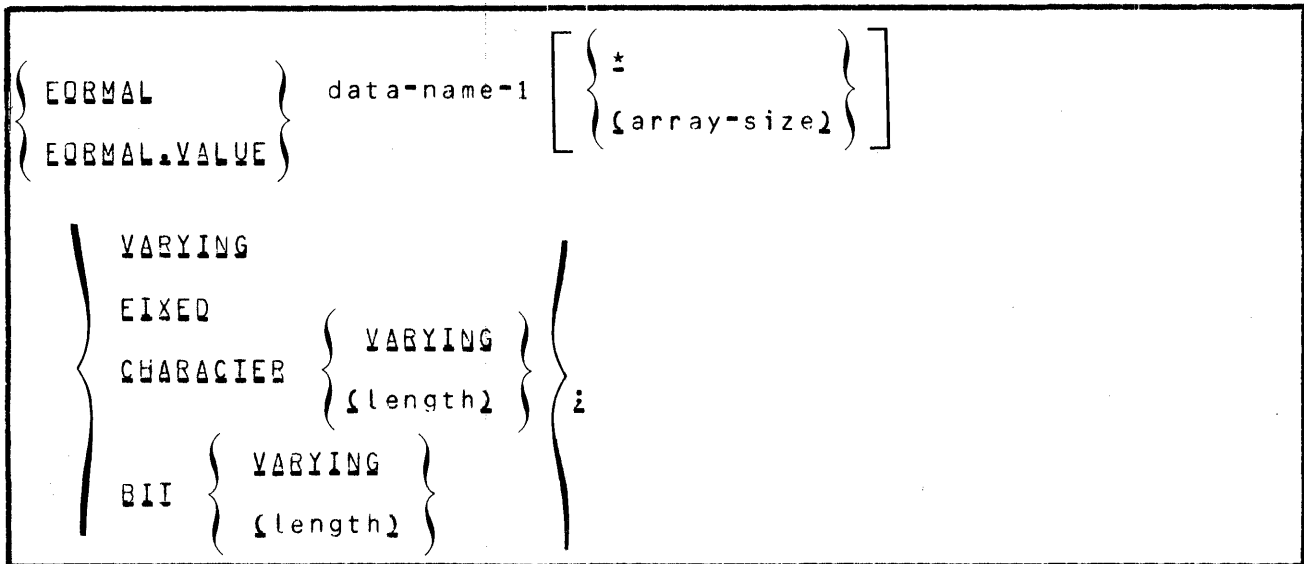 *
FORMAL data-name-1
(array-size)
FORMAL.VALUE
VARYING
FIXED
VARYING
CHARACTER
(length) ;
VARYING
BIT
(length)